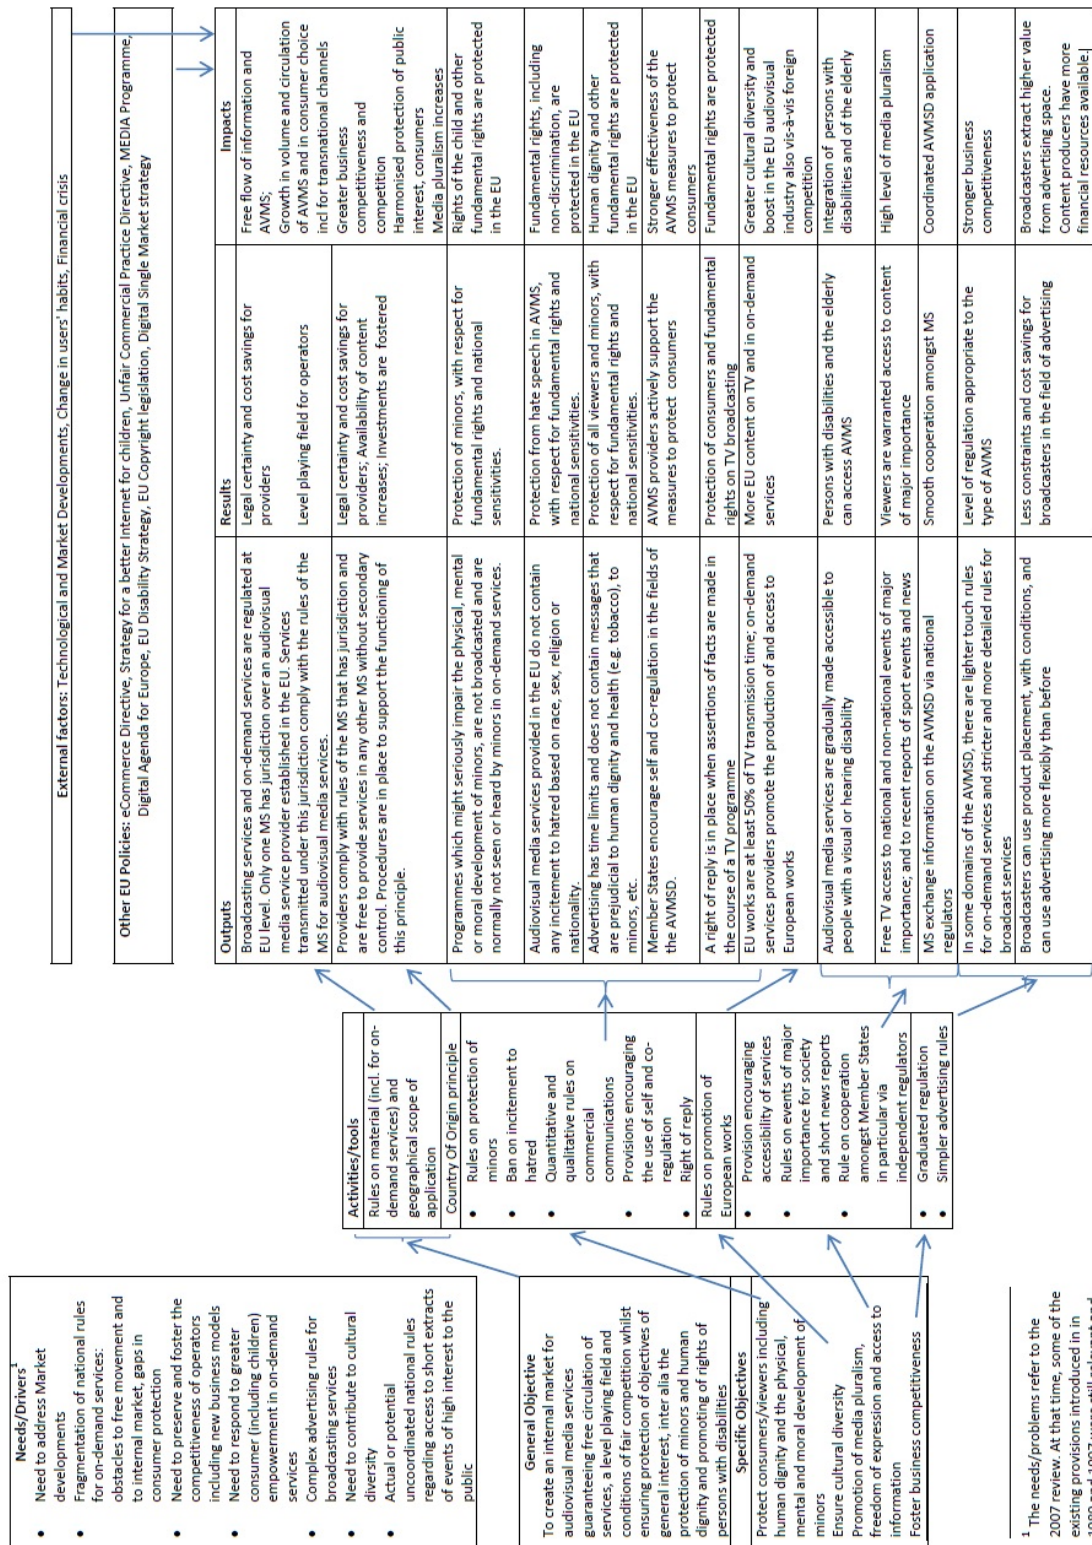 Needs/Drivers¹
• Need to address Market
developments
• Fragmentation of national rules
for on-demand services:
obstacles to free movement and
to internal market, gaps in
consumer protection
• Need to preserve and foster the
competitiveness of operators
including new business models
• Need to respond to greater
consumer (including children)
empowerment in on-demand
services
• Complex advertising rules for
broadcasting services
• Need to contribute to cultural
diversity
• Actual or potential
uncoordinated national rules
regarding access to short extracts
of events of high interest to the
public
General Objective
To create an internal market for
audiovisual media services
guaranteeing free circulation of
services, a level playing field and
conditions of fair competition whilst
ensuring protection of objectives of
general interest, inter alia the
protection of minors and human
dignity and promoting of rights of
persons with disabilities
Specific Objectives
Protect consumers/viewers including
human dignity and the physical,
mental and moral development of
minors
Ensure cultural diversity
Promotion of media pluralism,
freedom of expression and access to
information
Foster business competitiveness
¹ The needs/problems refer to the
2007 review. At that time, some of the
existing provisions introduced in in
Activities/tools
Rules on material (incl. for on-
demand services) and
geographical scope of
application
Country Of Origin principle
• Rules on protection of
minors
• Ban on incitement to
hatred
• Quantitative and
qualitative rules on
commercial
communications
• Provisions encouraging
the use of self and co-
regulation
• Right of reply
Rules on promotion of
European works
• Provision encouraging
accessibility of services
• Rules on events of major
importance for society
and short news reports
• Rule on cooperation
amongst Member States
in particular via
independent regulators
• Graduated regulation
• Simpler advertising rules
External factors: Technological and Market Developments, Change in users' habits, Financial crisis
Other EU Policies: eCommerce Directive, Strategy for a better Internet for children, Unfair Commercial Practice Directive, MEDIA Programme,
Digital Agenda for Europe, EU Disability Strategy, EU Copyright legislation, Digital Single Market strategy
Outputs
Results
Impacts
Broadcasting services and on-demand services are regulated at
EU level. Only one MS has jurisdiction over an audiovisual
media service provider established in the EU. Services
transmitted under this jurisdiction comply with the rules of the
MS for audiovisual media services.
Legal certainty and cost savings for
providers
Level playing field for operators
Free flow of information and
AVMS;
Growth in volume and circulation
of AVMS and in consumer choice
incl for transnational channels
Providers comply with rules of the MS that has jurisdiction and
are free to provide services in any other MS without secondary
control. Procedures are in place to support the functioning of
this principle.
Legal certainty and cost savings for
providers; Availability of content
increases; Investments are fostered
Greater business
competitiveness and
competition
Harmonised protection of public
interest, consumers
Media pluralism increases
Programmes which might seriously impair the physical, mental
or moral development of minors, are not broadcasted and are
normally not seen or heard by minors in on-demand services.
Protection of minors, with respect for
fundamental rights and national
sensitivities.
Rights of the child and other
fundamental rights are protected
in the EU
Audiovisual media services provided in the EU do not contain
any incitement to hatred based on race, sex, religion or
nationality.
Protection from hate speech in AVMS,
with respect for fundamental rights and
national sensitivities.
Fundamental rights, including
non-discrimination, are
protected in the EU
Advertising has time limits and does not contain messages that
are prejudicial to human dignity and health (e.g. tobacco), to
minors, etc.
Protection of all viewers and minors, with
respect for fundamental rights and
national sensitivities.
Human dignity and other
fundamental rights are protected
in the EU
Member States encourage self and co-regulation in the fields of
the AVMSD.
AVMS providers actively support the
measures to protect consumers
Stronger effectiveness of the
AVMS measures to protect
consumers
A right of reply is in place when assertions of facts are made in
the course of a TV programme
Protection of consumers and fundamental
rights on TV broadcasting
Fundamental rights are protected
EU works are at least 50% of TV transmission time; on-demand
services providers promote the production of and access to
European works
More EU content on TV and in on-demand
services
Greater cultural diversity and
boost in the EU audiovisual
industry also vis-à-vis foreign
competition
Audiovisual media services are gradually made accessible to
people with a visual or hearing disability
Persons with disabilities and the elderly
can access AVMS
Integration of persons with
disabilities and of the elderly
Free TV access to national and non-national events of major
importance; and to recent reports of sport events and news
Viewers are warranted access to content
of major importance
High level of media pluralism
MS exchange information on the AVMSD via national
regulators
Smooth cooperation amongst MS
Coordinated AVMSD application
In some domains of the AVMSD, there are lighter touch rules
for on-demand services and stricter and more detailed rules for
broadcast services
Level of regulation appropriate to the
type of AVMS
Stronger business
competitiveness
Broadcasters can use product placement, with conditions, and
can use advertising more flexibly than before
Less constraints and cost savings for
broadcasters in the field of advertising
Broadcasters extract higher value
from advertising space.
Content producers have more
financial resources available.